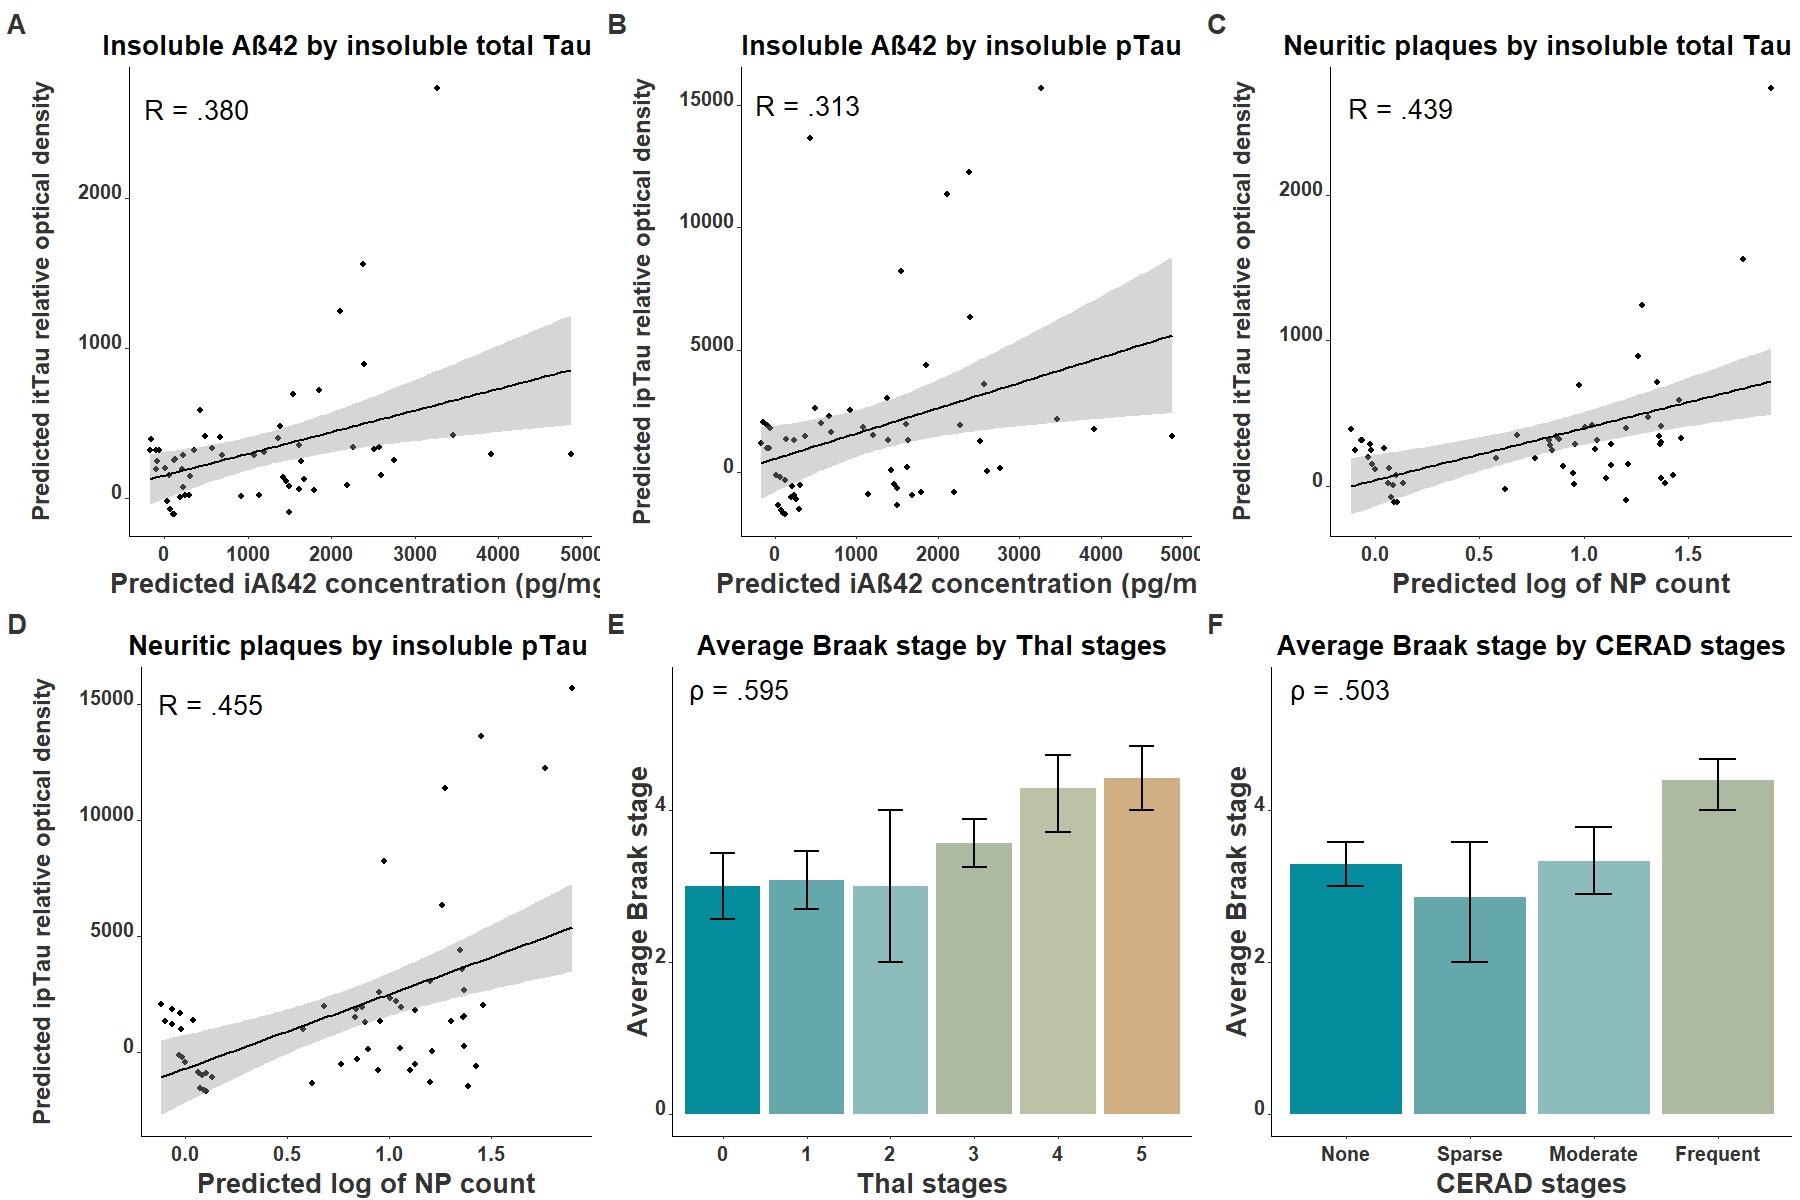 A
Insoluble Aß42 by insoluble total Tau
R = .380
Predicted itTau relative optical density
2000
1000
0
0 1000 2000 3000 4000 5000
Predicted iAß42 concentration (pg/mg
B
Insoluble Aß42 by insoluble pTau
R = .313
Predicted ipTau relative optical density
15000
10000
5000
0
0 1000 2000 3000 4000 5000
Predicted iAß42 concentration (pg/m
C
Neuritic plaques by insoluble total Tau
R = .439
Predicted itTau relative optical density
2000
1000
0
0.0 0.5 1.0 1.5
Predicted log of NP count
D
Neuritic plaques by insoluble pTau
R = .455
Predicted ipTau relative optical density
15000
10000
5000
0
0.0 0.5 1.0 1.5
Predicted log of NP count
E
Average Braak stage by Thal stages
ρ = .595
Average Braak stage
4
2
0
0 1 2 3 4 5
Thal stages
F
Average Braak stage by CERAD stages
ρ = .503
Average Braak stage
4
2
0
None Sparse Moderate Frequent
CERAD stages